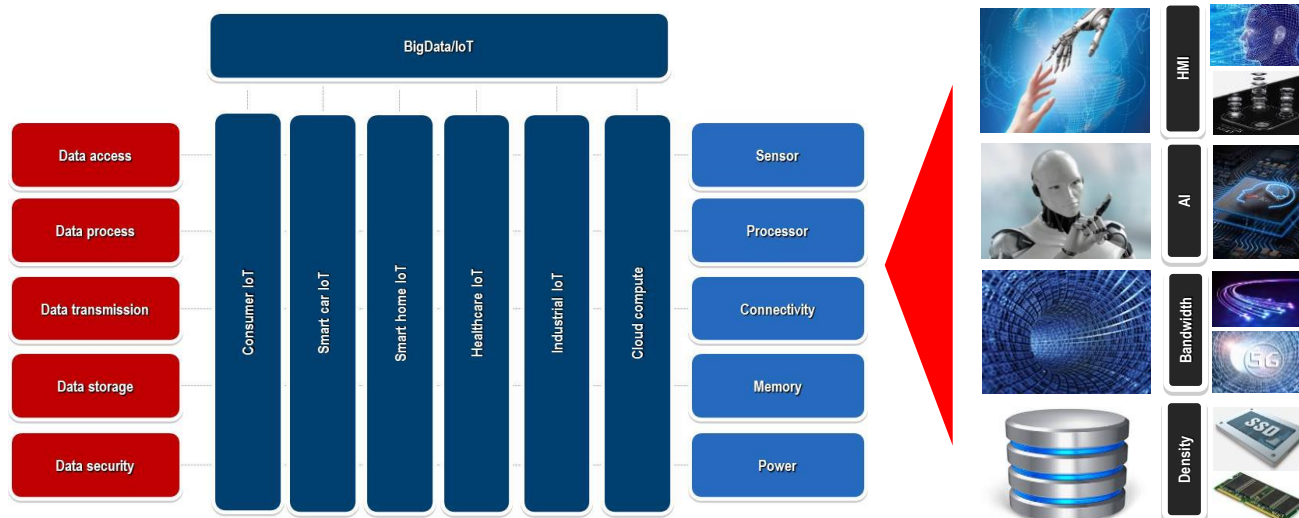 BigData/IoT
Data access
Data process
Data transmission
Data storage
Data security
Consumer IoT
Smart car IoT
Smart home IoT
Healthcare IoT
Industrial IoT
Cloud compute
Sensor
Processor
Connectivity
Memory
Power
HMI
AI
Bandwidth
5G
Density
SSD